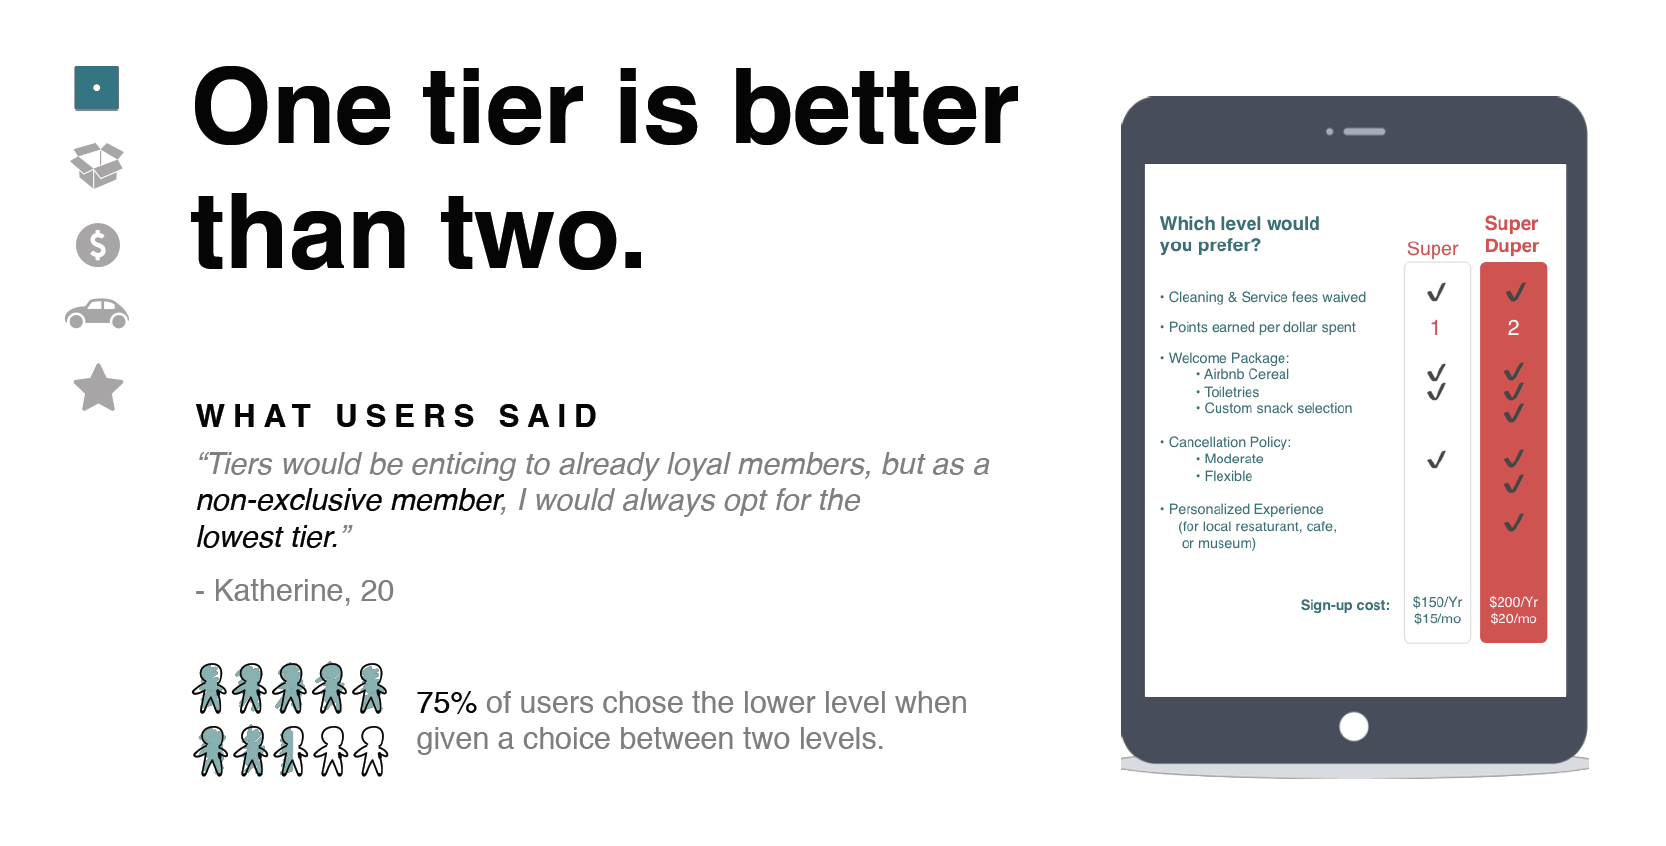 One tier is better
than two.
WHAT USERS SAID
“Tiers would be enticing to already loyal members, but as a
non-exclusive member, I would always opt for the
lowest tier.”
- Katherine, 20
75% of users chose the lower level when
given a choice between two levels.
Which level would
you prefer?
Super
Super
Duper
• Cleaning & Service fees waived ✓ ✓
• Points earned per dollar spent 1 2
• Welcome Package:
• Airbnb Cereal ✓ ✓
• Toiletries ✓ ✓
• Custom snack selection ✓
• Cancellation Policy:
• Moderate ✓ ✓
• Flexible ✓
• Personalized Experience
(for local resaturant, cafe, ✓
or museum)
Sign-up cost: $150/Yr $200/Yr
$15/mo $20/mo